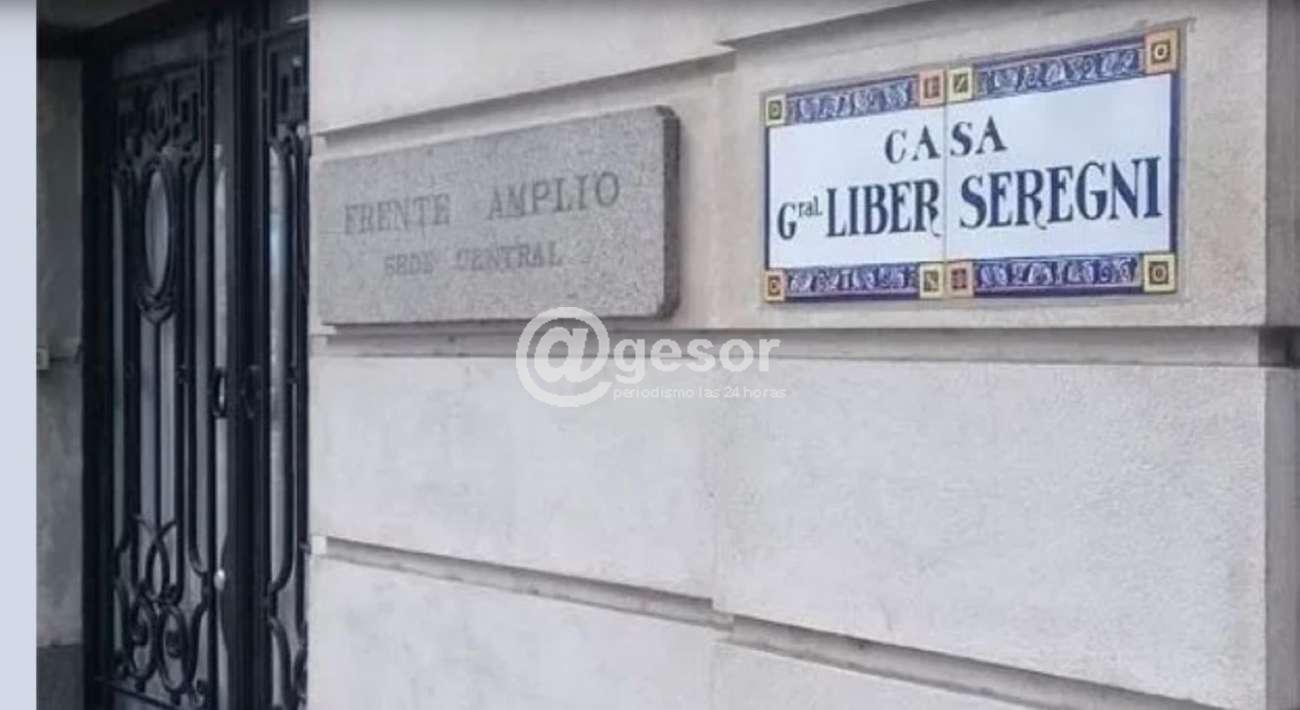 FRENTE AMPLIO
SEDE CENTRAL
CASA
Gral. LIBER SEREGNI
@gesor
periodismo las 24 horas